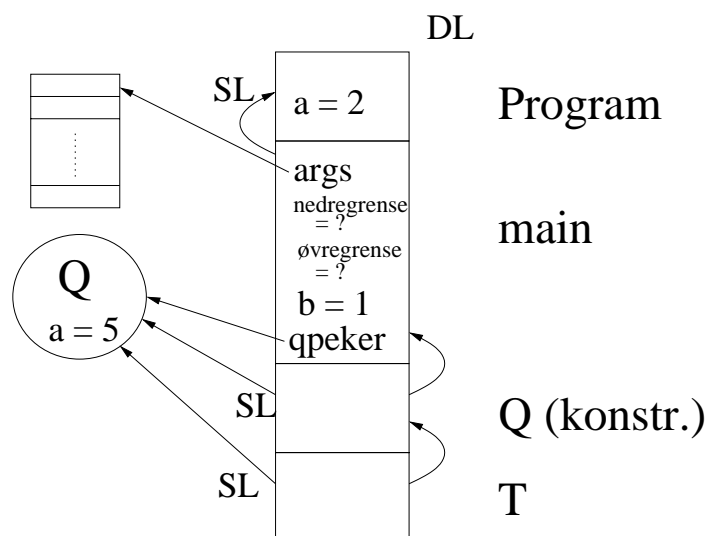 DL
SL
a = 2
Program
args
nedregrense
= ?
øvregrense
= ?
main
b = 1
qpeker
Q
a = 5
SL
Q (konstr.)
SL
T